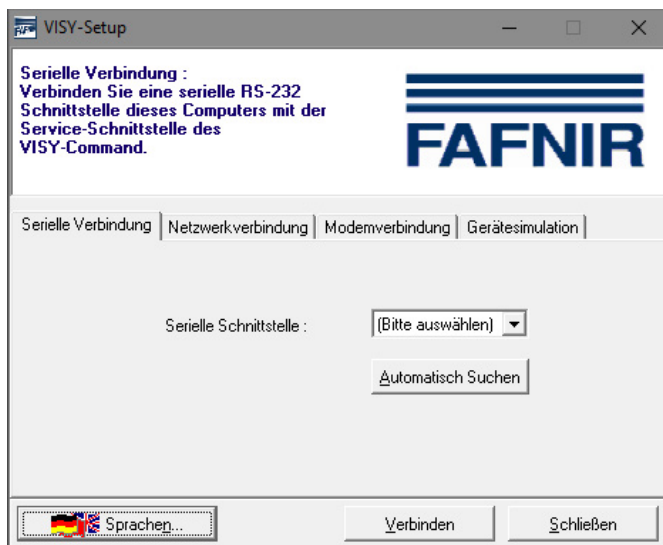 VISY-Setup
Serielle Verbindung :
Verbinden Sie eine serielle RS-232
Schnittstelle dieses Computers mit der
Service-Schnittstelle des
VISY-Command.
FAFNIR
Serielle Verbindung
Netzwerkverbindung
Modemverbindung
Gerätesimulation
Serielle Schnittstelle :
(Bitte auswählen)
Automatisch Suchen
Sprachen...
Verbinden
Schließen